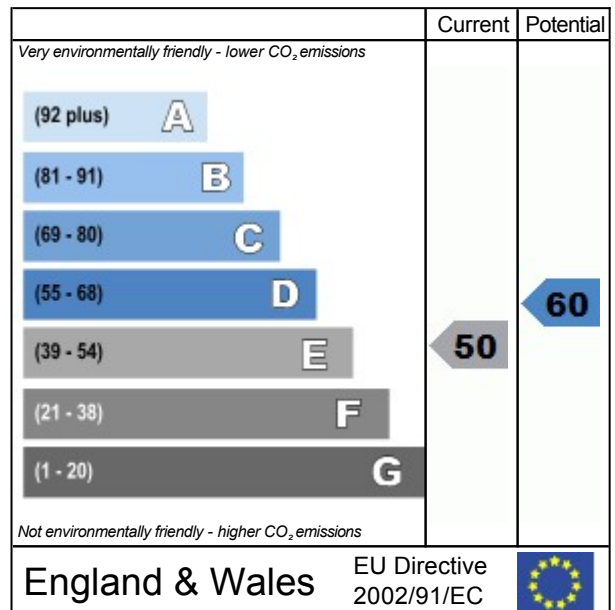 Current Potential
Very environmentally friendly - lower CO₂ emissions
(92 plus) A
(81 - 91) B
(69 - 80) C
(55 - 68) D
60
(39 - 54) E
50
(21 - 38) F
(1 - 20) G
Not environmentally friendly - higher CO₂ emissions
England & Wales
EU Directive
2002/91/EC